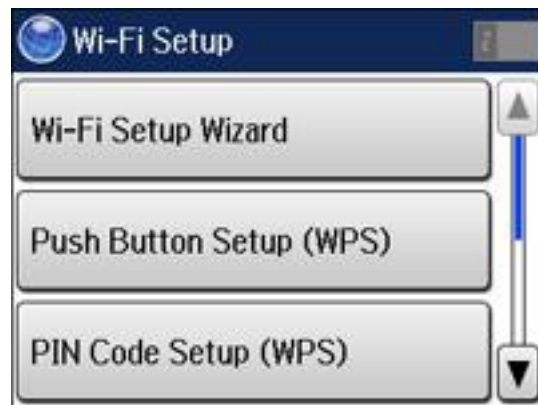 Wi-Fi Setup
Wi-Fi Setup Wizard
Push Button Setup (WPS)
PIN Code Setup (WPS)